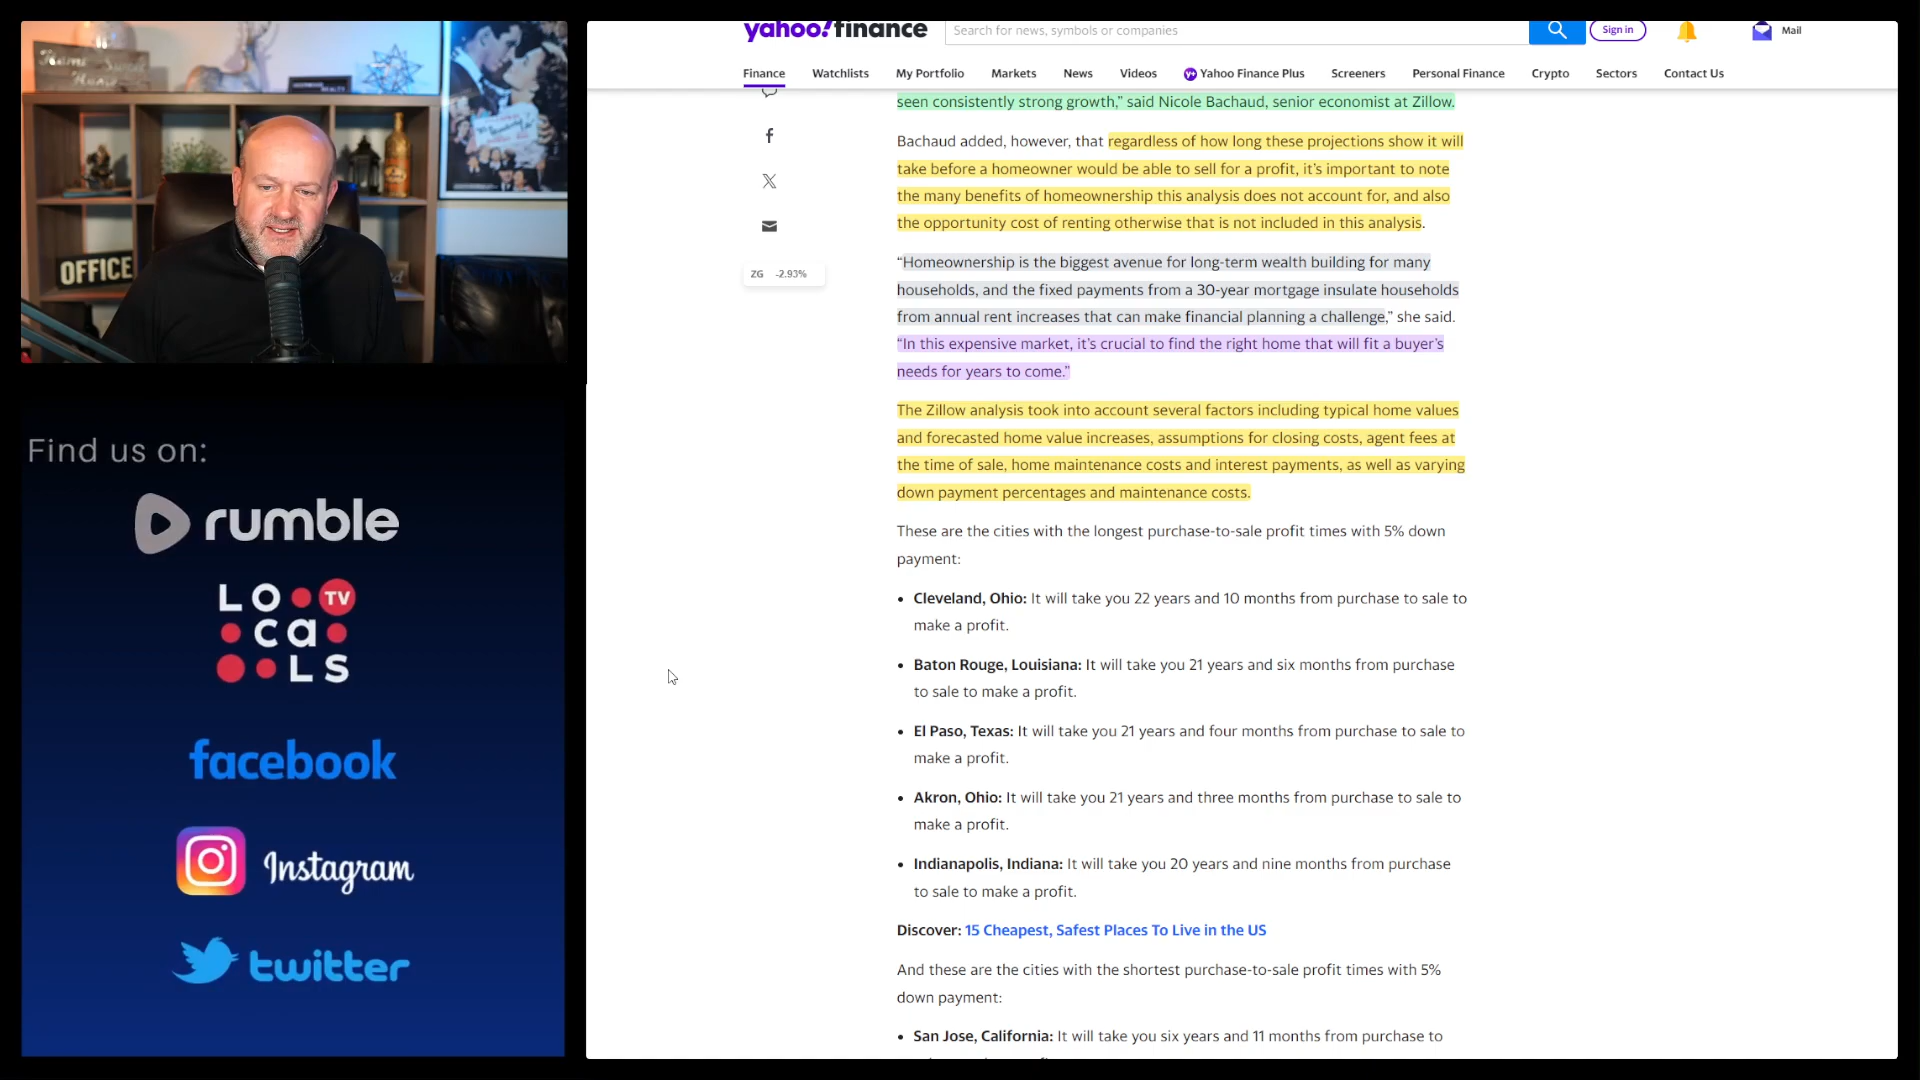 OFFICE
Find us on:
rumble
LOCALS TV
facebook
Instagram
twitter
yahoo!finance
Search for news, symbols or companies
Sign in
Mail
Finance Watchlists My Portfolio Markets News Videos Yahoo Finance Plus Screeners Personal Finance Crypto Sectors Contact Us
seen consistently strong growth,” said Nicole Bachaud, senior economist at Zillow.
Bachaud added, however, that regardless of how long these projections show it will
take before a homeowner would be able to sell for a profit, it’s important to note
the many benefits of homeownership this analysis does not account for, and also
the opportunity cost of renting otherwise that is not included in this analysis.
ZG -2.93%
“Homeownership is the biggest avenue for long-term wealth building for many
households, and the fixed payments from a 30-year mortgage insulate households
from annual rent increases that can make financial planning a challenge,” she said.
“In this expensive market, it’s crucial to find the right home that will fit a buyer’s
needs for years to come.”
The Zillow analysis took into account several factors including typical home values
and forecasted home value increases, assumptions for closing costs, agent fees at
the time of sale, home maintenance costs and interest payments, as well as varying
down payment percentages and maintenance costs.
These are the cities with the longest purchase-to-sale profit times with 5% down
payment:
• Cleveland, Ohio: It will take you 22 years and 10 months from purchase to sale to
make a profit.
• Baton Rouge, Louisiana: It will take you 21 years and six months from purchase
to sale to make a profit.
• El Paso, Texas: It will take you 21 years and four months from purchase to sale to
make a profit.
• Akron, Ohio: It will take you 21 years and three months from purchase to sale to
make a profit.
• Indianapolis, Indiana: It will take you 20 years and nine months from purchase
to sale to make a profit.
Discover: 15 Cheapest, Safest Places To Live in the US
And these are the cities with the shortest purchase-to-sale profit times with 5%
down payment:
• San Jose, California: It will take you six years and 11 months from purchase to